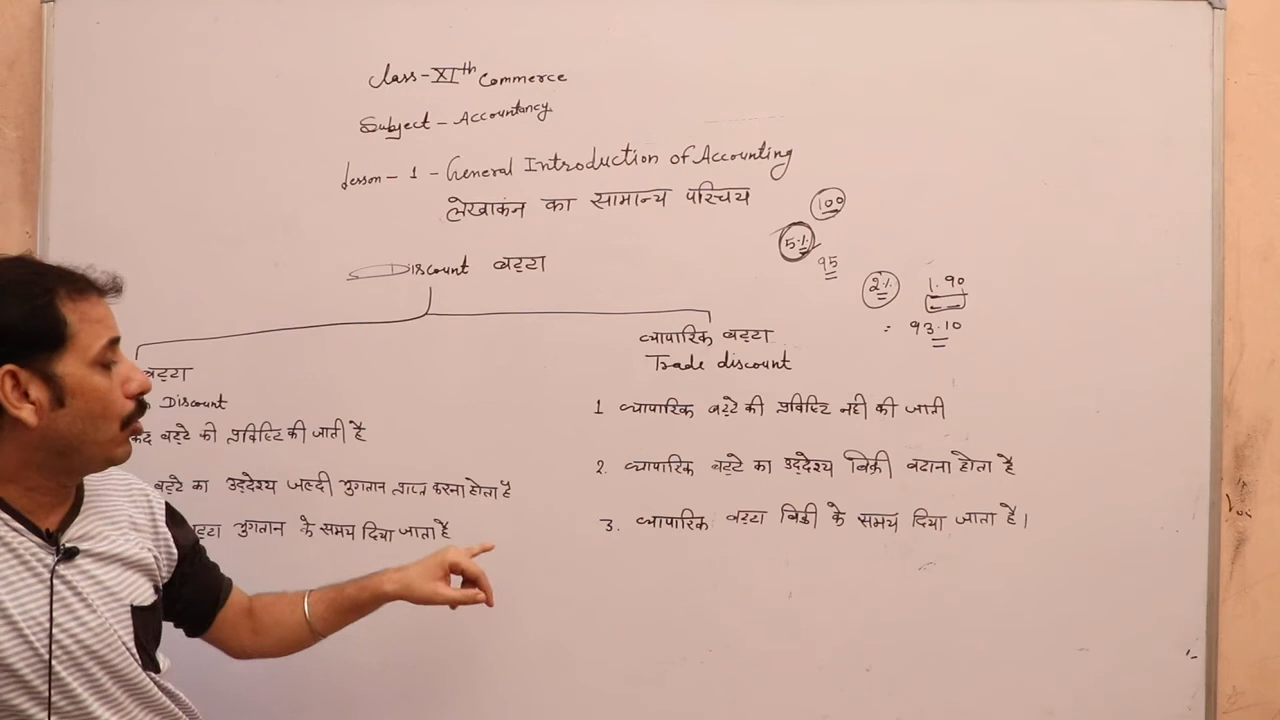 Class-XIth Commerce
Subject - Accountancy
Lesson - 1 - General Introduction of Accounting
लेखाकंन का सामान्य परिचय
100
5%
95
2% 1.90
= 93.10
Discount बट्टा
बट्टा
Discount
बट्टे की प्रविष्टि की जाती है
बट्टे का उद्देश्य जल्दी भुगतान प्राप्त करना होता है
भुगतान के समय दिया जाता है
व्यापारिक बट्टा
Trade discount
1 व्यापारिक बट्टे की प्रविष्टि नही की जाती
2. व्यापारिक बट्टे का उद्देश्य बिक्री बढाना होता है
3. व्यापारिक बट्टा बिक्री के समय दिया जाता है।